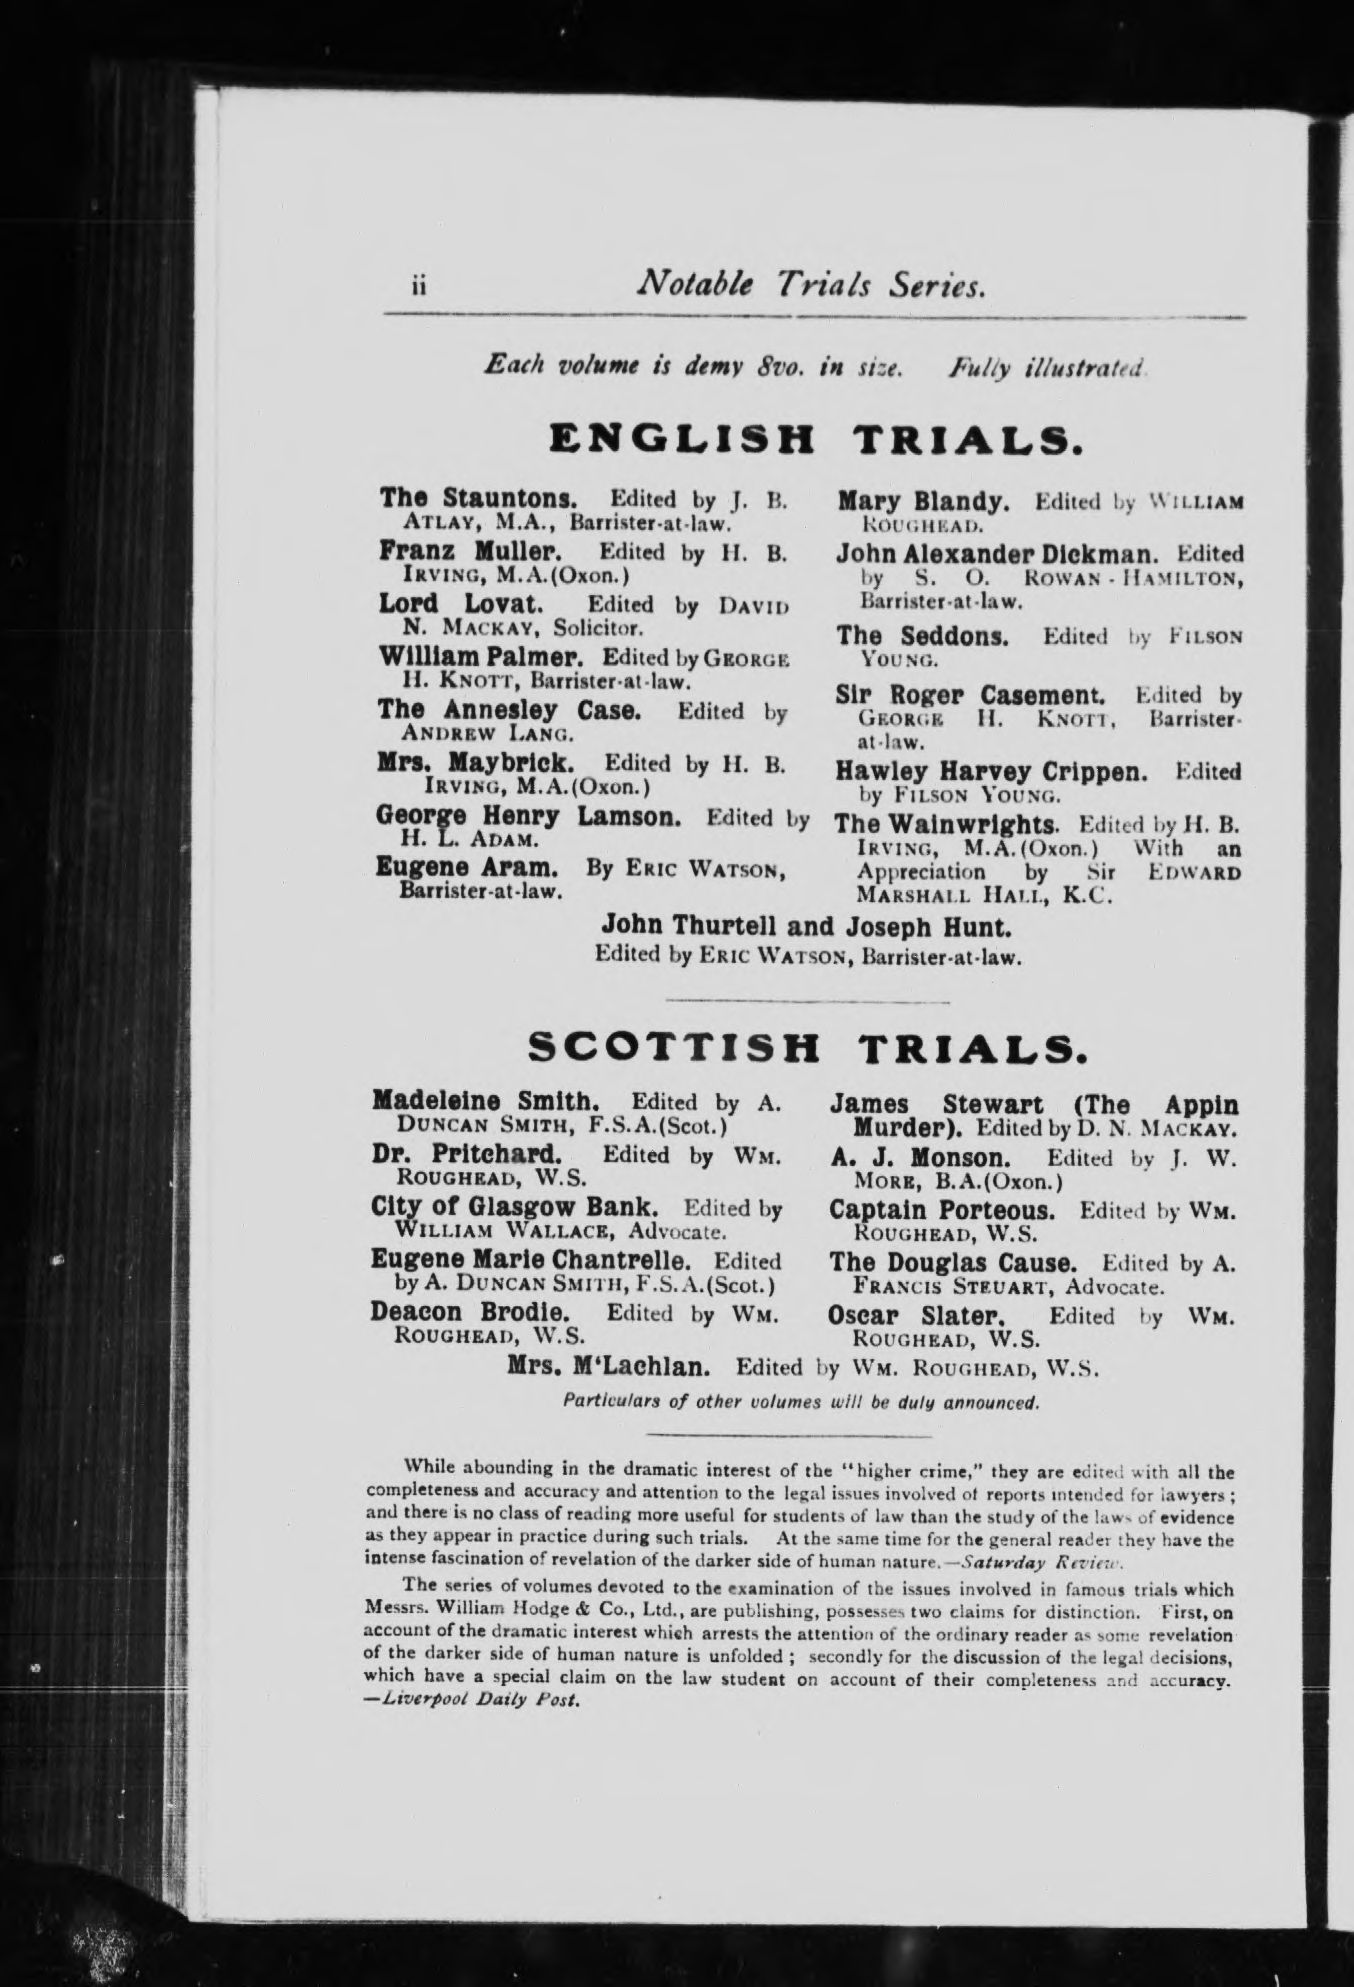 ii Notable Trials Series.
Each volume is demy 8vo. in size. Fully illustrated.
ENGLISH TRIALS.
The Stauntons. Edited by J. B.
ATLAY, M.A., Barrister-at-law.
Franz Muller. Edited by H. B.
IRVING, M.A.(Oxon.)
Lord Lovat. Edited by DAVID
N. MACKAY, Solicitor.
William Palmer. Edited by GEORGE
H. KNOTT, Barrister-at-law.
The Annesley Case. Edited by
ANDREW LANG.
Mrs. Maybrick. Edited by H. B.
IRVING, M.A.(Oxon.)
George Henry Lamson. Edited by
H. L. ADAM.
Eugene Aram. By ERIC WATSON,
Barrister-at-law.
Mary Blandy. Edited by WILLIAM
ROUGHEAD.
John Alexander Dickman. Edited
by S. O. ROWAN-HAMILTON,
Barrister-at-law.
The Seddons. Edited by FILSON
YOUNG.
Sir Roger Casement. Edited by
GEORGE H. KNOTT, Barrister-
at-law.
Hawley Harvey Crippen. Edited
by FILSON YOUNG.
The Wainwrights. Edited by H. B.
IRVING, M.A.(Oxon.) With an
Appreciation by Sir EDWARD
MARSHALL HALL, K.C.
John Thurtell and Joseph Hunt.
Edited by ERIC WATSON, Barrister-at-law.
SCOTTISH TRIALS.
Madeleine Smith. Edited by A.
DUNCAN SMITH, F.S.A.(Scot.)
Dr. Pritchard. Edited by WM.
ROUGHEAD, W.S.
City of Glasgow Bank. Edited by
WILLIAM WALLACE, Advocate.
Eugene Marie Chantrelle. Edited
by A. DUNCAN SMITH, F.S.A.(Scot.)
Deacon Brodie. Edited by WM.
ROUGHEAD, W.S.
James Stewart (The Appin
Murder). Edited by D. N. MACKAY.
A. J. Monson. Edited by J. W.
MORE, B.A.(Oxon.)
Captain Porteous. Edited by WM.
ROUGHEAD, W.S.
The Douglas Cause. Edited by A.
FRANCIS STEUART, Advocate.
Oscar Slater. Edited by WM.
ROUGHEAD, W.S.
Mrs. M‘Lachlan. Edited by WM. ROUGHEAD, W.S.
Particulars of other volumes will be duly announced.
While abounding in the dramatic interest of the "higher crime," they are edited with all the
completeness and accuracy and attention to the legal issues involved of reports intended for lawyers ;
and there is no class of reading more useful for students of law than the study of the laws of evidence
as they appear in practice during such trials. At the same time for the general reader they have the
intense fascination of revelation of the darker side of human nature.—Saturday Review.
The series of volumes devoted to the examination of the issues involved in famous trials which
Messrs. William Hodge & Co., Ltd., are publishing, possesses two claims for distinction. First, on
account of the dramatic interest which arrests the attention of the ordinary reader as some revelation
of the darker side of human nature is unfolded ; secondly for the discussion of the legal decisions,
which have a special claim on the law student on account of their completeness and accuracy.
—Liverpool Daily Post.